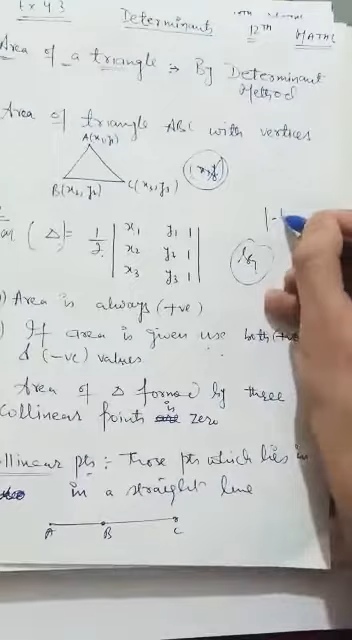 Ex 4.3 Determinants 12th MATHS
Area of a triangle :→ By Determinant
Method
Area of triangle ABC with vertices
A(x₁,y₁)
B(x₂, y₂) C(x₃, y₃) (x,y)
(Δ) = 1/2 | x₁ y₁ 1 |
| x₂ y₂ 1 |
| x₃ y₃ 1 |
Area is always (+ve)
If area is given use both (+ve)
& (-ve) values
Area of Δ formed by three
collinear points is zero
collinear pts :- Those pts which lies in
in a straight line
A B C